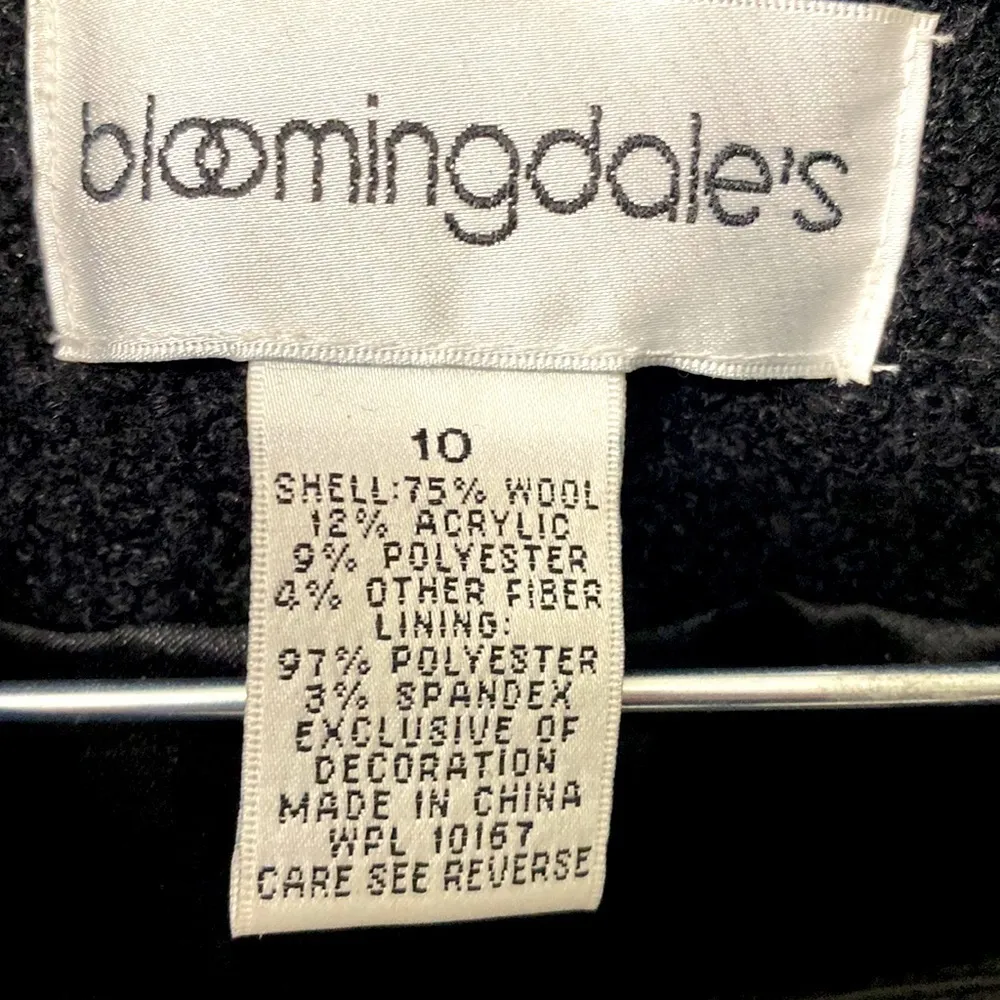 bloomingdale's
10
SHELL:75% WOOL
12% ACRYLIC
9% POLYESTER
4% OTHER FIBER
LINING:
97% POLYESTER
3% SPANDEX
EXCLUSIVE OF
DECORATION
MADE IN CHINA
WPL 10167
CARE SEE REVERSE